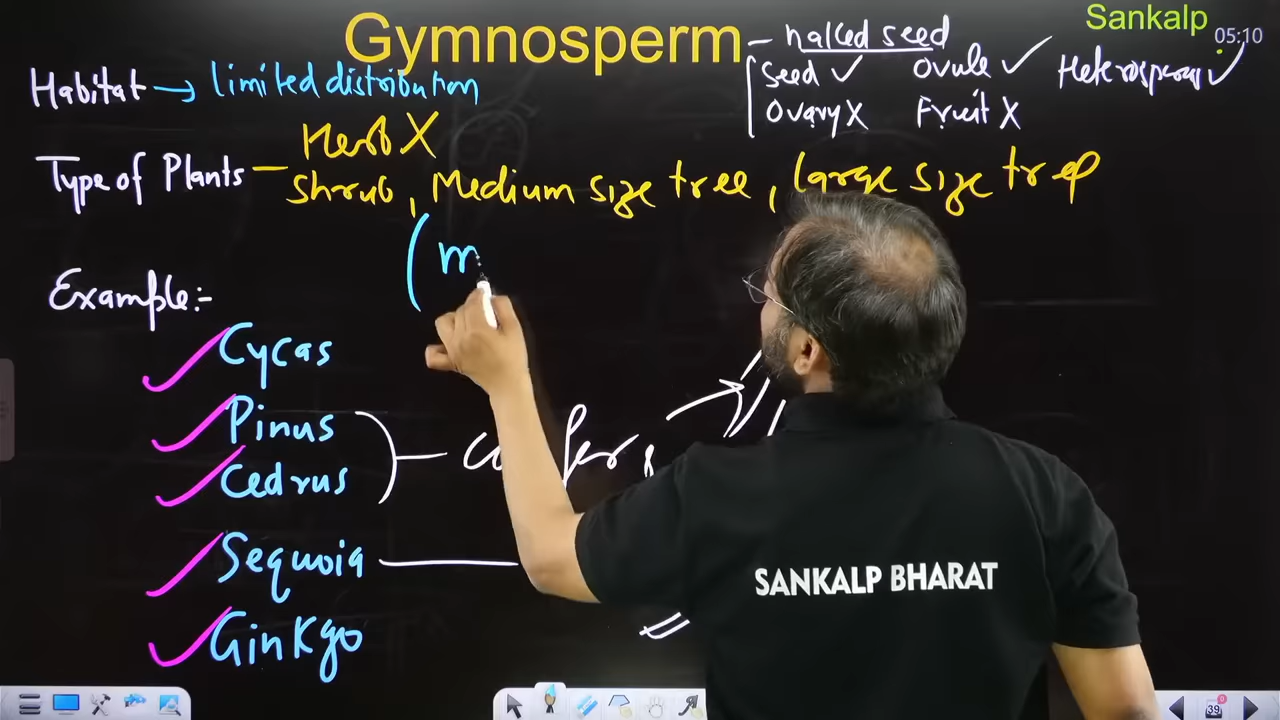 Sankalp
05:10
Gymnosperm - naked seed
Seed ✓ Ovule ✓ Heterosporous ✓
Ovary X Fruit X
Habitat → limited distribution
Herb X
Type of Plants - Shrub, Medium size tree, Large size tree
( m
Example:-
✓ Cycas
✓ Pinus
✓ Cedrus
✓ Sequoia
✓ Ginkgo
SANKALP BHARAT
39